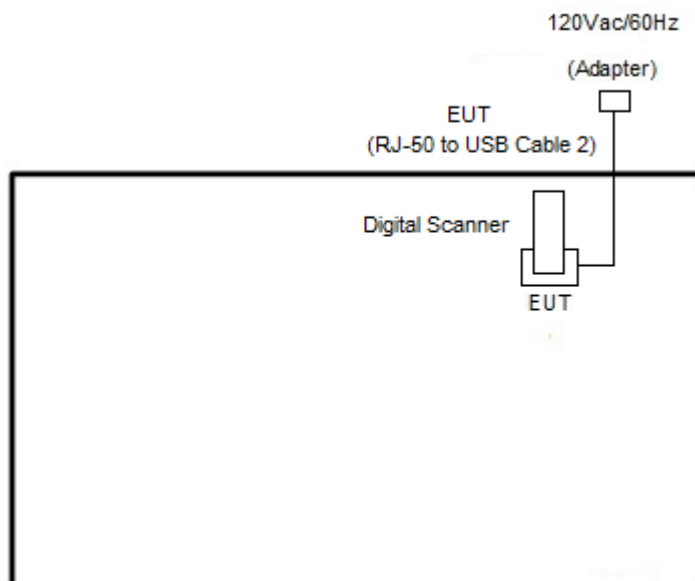 120Vac/60Hz
(Adapter)
EUT
(RJ-50 to USB Cable 2)
Digital Scanner
EUT